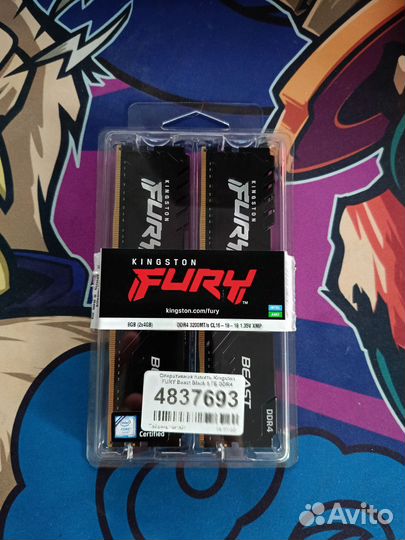 KINGSTON
FURY
KINGSTON
FURY
KINGSTON
FURY
™
kingston.com/fury
8GB (2x4GB) DDR4 3200MT/s CL16-18-18 1.35V XMP
BEAST
DDR4
Оперативная память Kingston
FURY Beast Black 8 ГБ DDR4
4837693
Certified
Avito